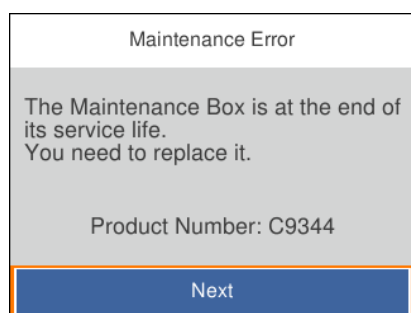 Maintenance Error
The Maintenance Box is at the end of
its service life.
You need to replace it.
Product Number: C9344
Next